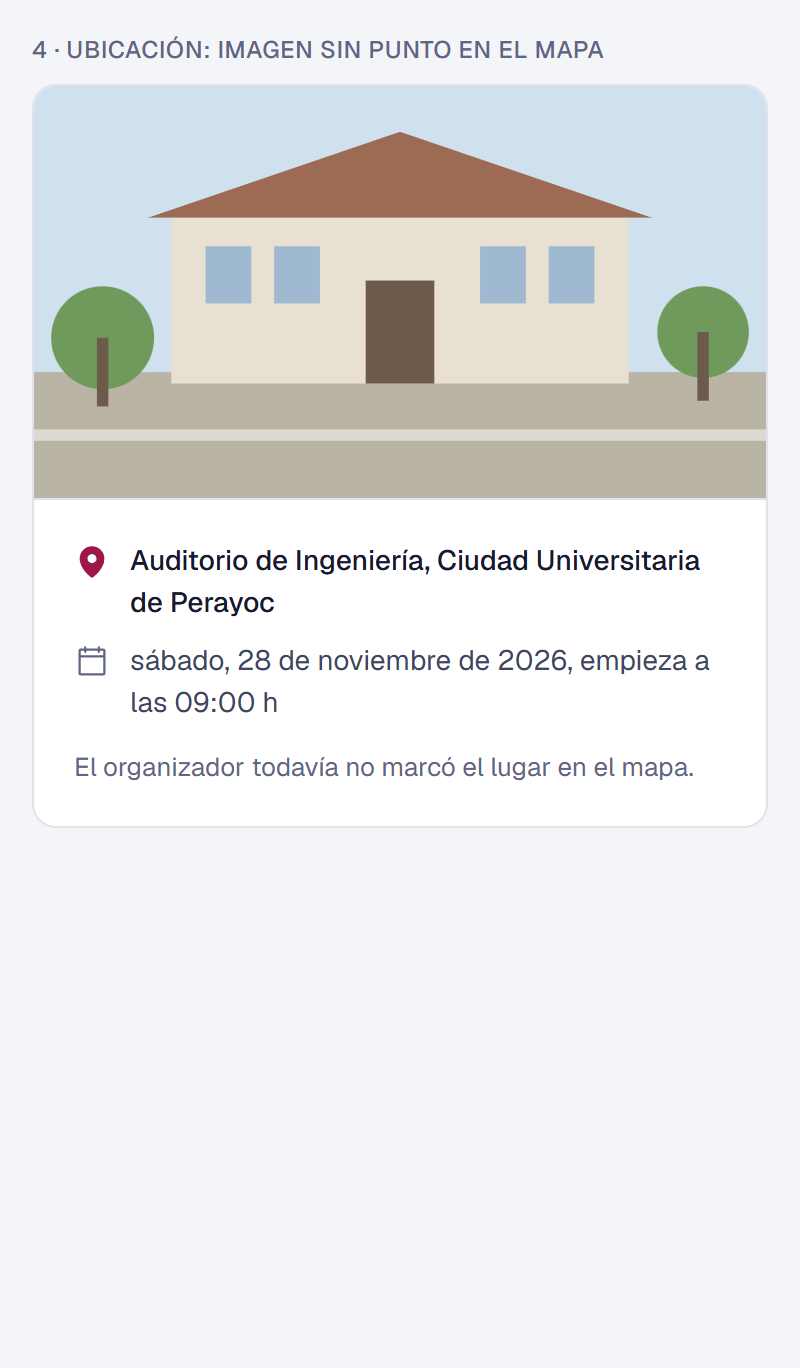 4 · UBICACIÓN: IMAGEN SIN PUNTO EN EL MAPA
Auditorio de Ingeniería, Ciudad Universitaria
de Perayoc
sábado, 28 de noviembre de 2026, empieza a
las 09:00 h
El organizador todavía no marcó el lugar en el mapa.